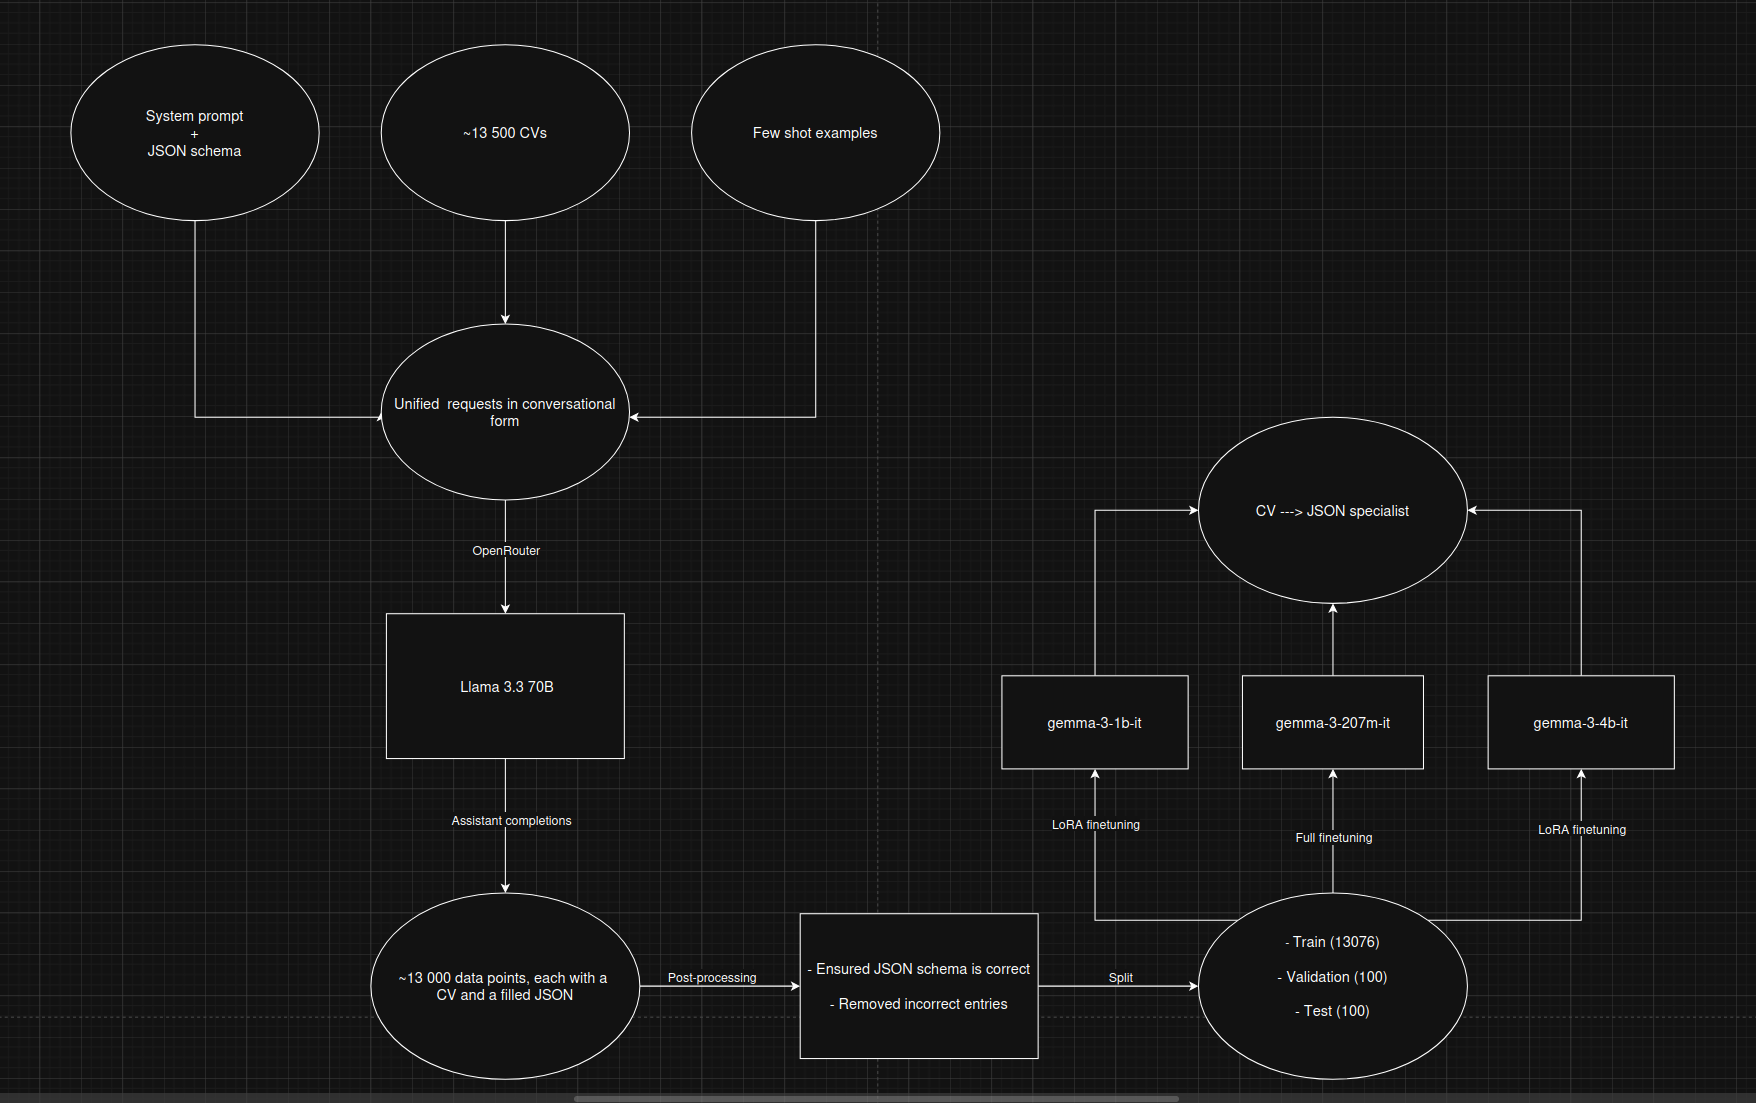 System prompt
+
JSON schema
~13 500 CVs
Few shot examples
Unified  requests in conversational
form
OpenRouter
Llama 3.3 70B
Assistant completions
~13 000 data points, each with a
CV and a filled JSON
Post-processing
- Ensured JSON schema is correct
- Removed incorrect entries
Split
- Train (13076)
- Validation (100)
- Test (100)
LoRA finetuning
Full finetuning
LoRA finetuning
gemma-3-1b-it
gemma-3-207m-it
gemma-3-4b-it
CV ---> JSON specialist